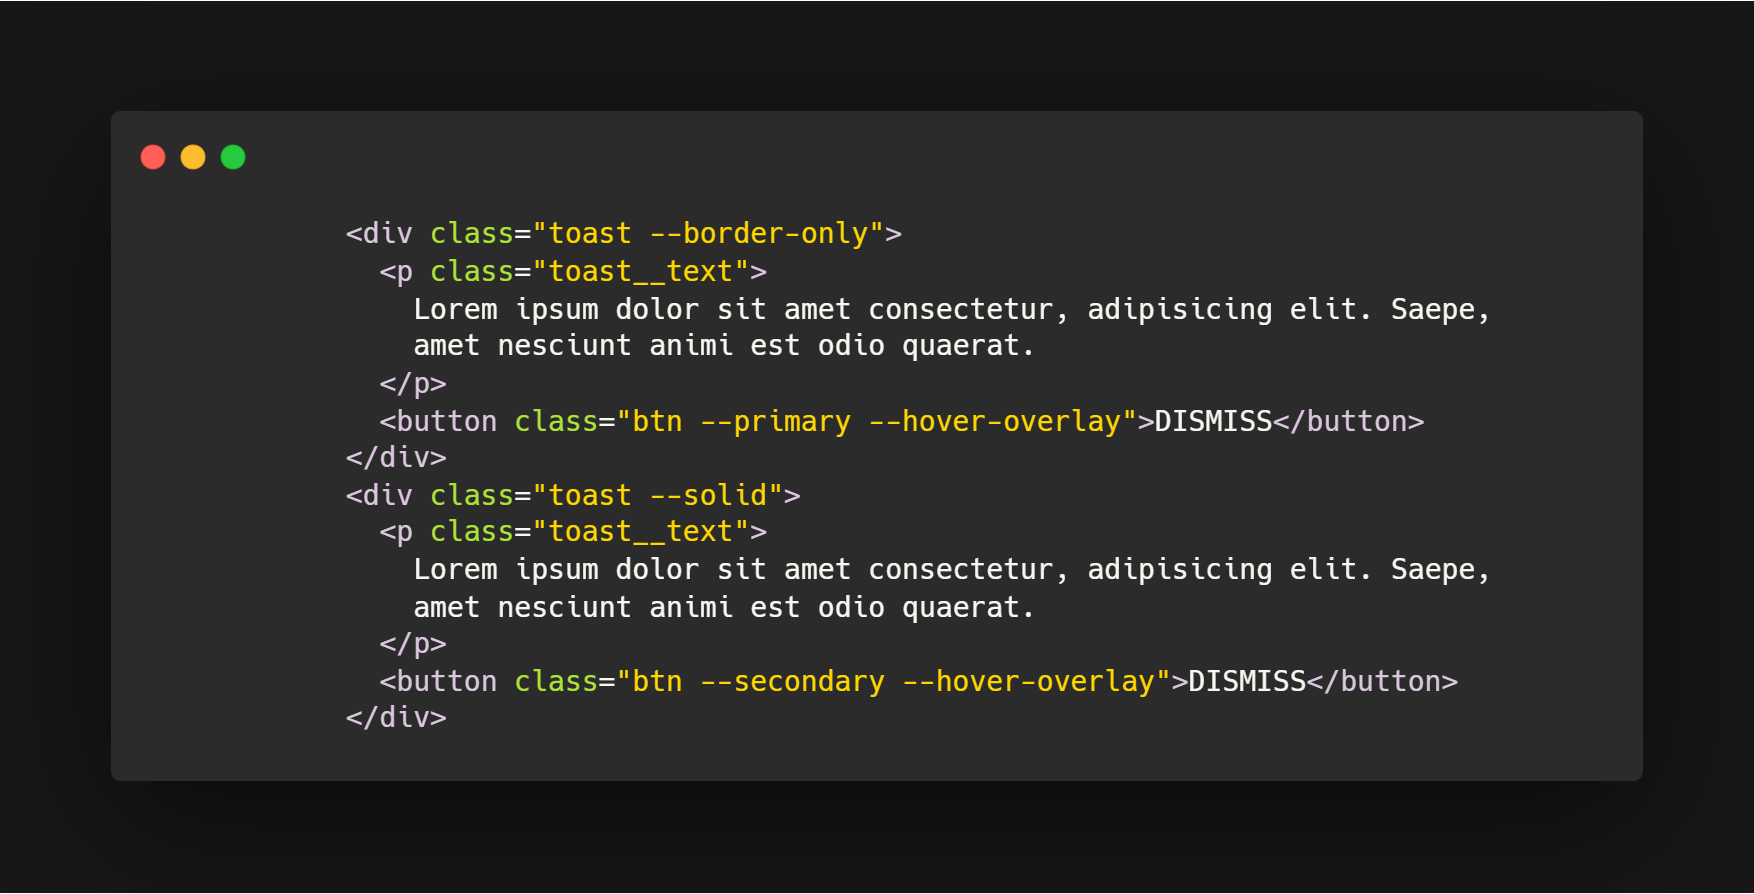 <div class="toast --border-only">
<p class="toast__text">
Lorem ipsum dolor sit amet consectetur, adipisicing elit. Saepe,
amet nesciunt animi est odio quaerat.
</p>
<button class="btn --primary --hover-overlay">DISMISS</button>
</div>
<div class="toast --solid">
<p class="toast__text">
Lorem ipsum dolor sit amet consectetur, adipisicing elit. Saepe,
amet nesciunt animi est odio quaerat.
</p>
<button class="btn --secondary --hover-overlay">DISMISS</button>
</div>